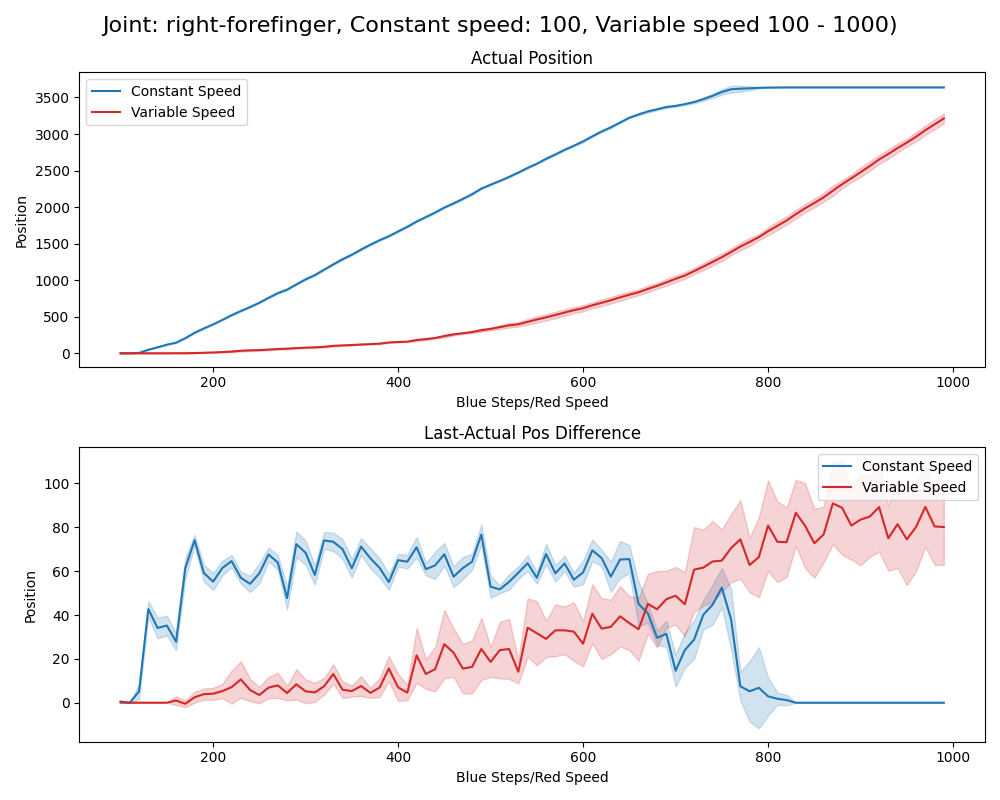 Joint: right-forefinger, Constant speed: 100, Variable speed 100 - 1000)
Actual Position
Constant Speed
Variable Speed
Position
3500
3000
2500
2000
1500
1000
500
0
200 400 600 800 1000
Blue Steps/Red Speed
Last-Actual Pos Difference
Constant Speed
Variable Speed
Position
100
80
60
40
20
0
200 400 600 800 1000
Blue Steps/Red Speed